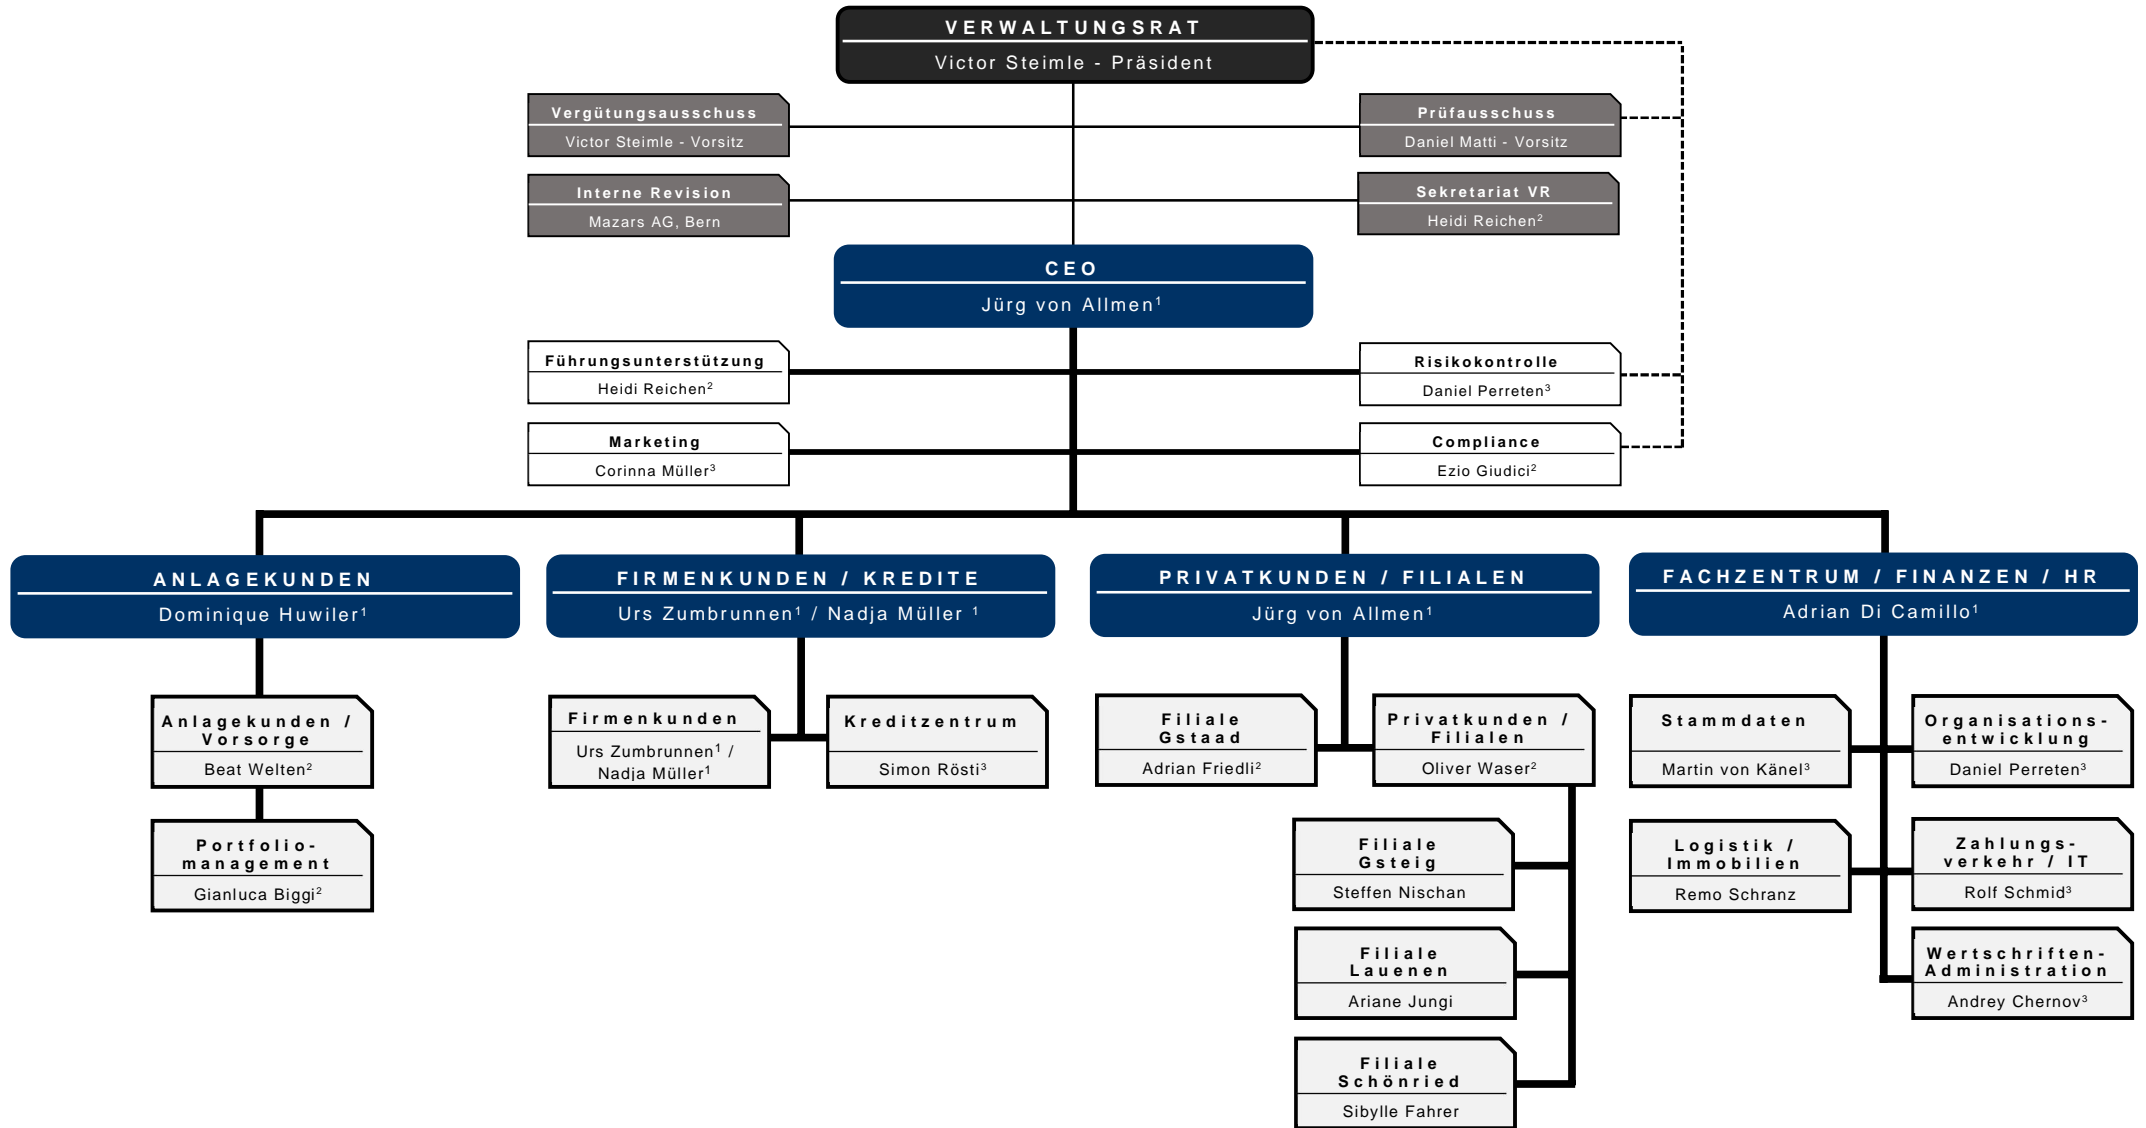 VERWALTUNGSRAT
Victor Steimle - Präsident
Vergütungsausschuss
Victor Steimle - Vorsitz
Prüfausschuss
Daniel Matti - Vorsitz
Interne Revision
Mazars AG, Bern
Sekretariat VR
Heidi Reichen²
CEO
Jürg von Allmen¹
Führungsunterstützung
Heidi Reichen²
Risikokontrolle
Daniel Perreten³
Marketing
Corinna Müller³
Compliance
Ezio Giudici²
ANLAGEKUNDEN
Dominique Huwiler¹
FIRMENKUNDEN / KREDITE
Urs Zumbrunnen¹ / Nadja Müller ¹
PRIVATKUNDEN / FILIALEN
Jürg von Allmen¹
FACHZENTRUM / FINANZEN / HR
Adrian Di Camillo¹
Anlagekunden /
Vorsorge
Beat Welten²
Portfolio-
management
Gianluca Biggi²
Firmenkunden
Urs Zumbrunnen¹ /
Nadja Müller¹
Kreditzentrum
Simon Rösti³
Filiale
Gstaad
Adrian Friedli²
Privatkunden /
Filialen
Oliver Waser²
Filiale
Gsteig
Steffen Nischan
Filiale
Lauenen
Ariane Jungi
Filiale
Schönried
Sibylle Fahrer
Stammdaten
Martin von Känel³
Organisations-
entwicklung
Daniel Perreten³
Logistik /
Immobilien
Remo Schranz
Zahlungs-
verkehr / IT
Rolf Schmid³
Wertschriften-
Administration
Andrey Chernov³